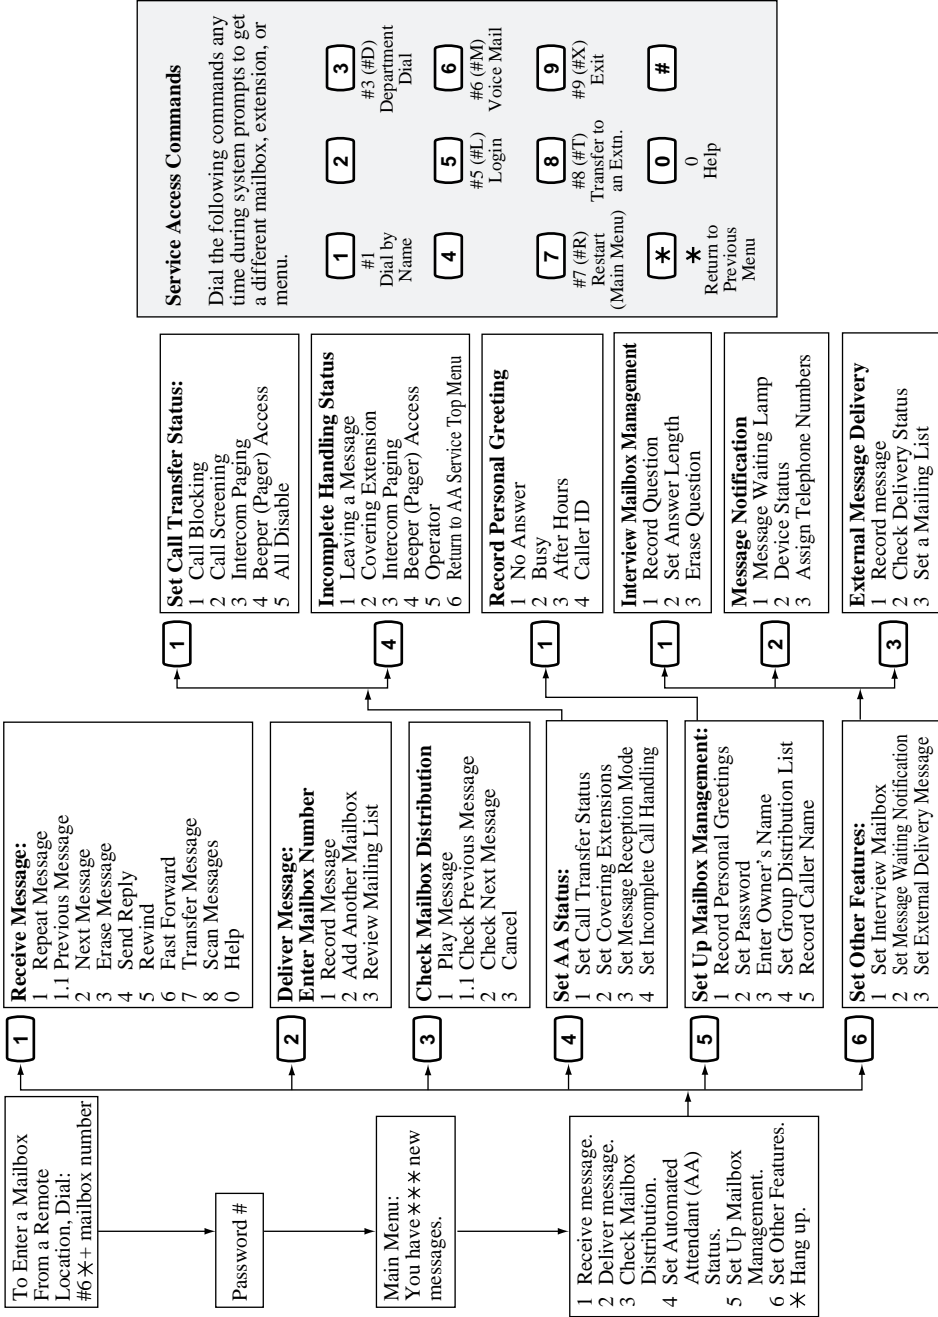 To Enter a Mailbox
From a Remote
Location, Dial:
#6✳+ mailbox number
Password #
Main Menu:
You have ✳✳✳ new
messages.
1 Receive message.
2 Deliver message.
3 Check Mailbox
Distribution.
4 Set Automated
Attendant (AA)
Status.
5 Set Up Mailbox
Management.
6 Set Other Features.
✳ Hang up.
1
Receive Message:
1 Repeat Message
1.1 Previous Message
2 Next Message
3 Erase Message
4 Send Reply
5 Rewind
6 Fast Forward
7 Transfer Message
8 Scan Messages
0 Help
2
Deliver Message:
Enter Mailbox Number
1 Record Message
2 Add Another Mailbox
3 Review Mailing List
3
Check Mailbox Distribution
1 Play Message
1.1 Check Previous Message
2 Check Next Message
3 Cancel
4
Set AA Status:
1 Set Call Transfer Status
2 Set Covering Extensions
3 Set Message Reception Mode
4 Set Incomplete Call Handling
5
Set Up Mailbox Management:
1 Record Personal Greetings
2 Set Password
3 Enter Owner's Name
4 Set Group Distribution List
5 Record Caller Name
6
Set Other Features:
1 Set Interview Mailbox
2 Set Message Waiting Notification
3 Set External Delivery Message
1
Set Call Transfer Status:
1 Call Blocking
2 Call Screening
3 Intercom Paging
4 Beeper (Pager) Access
5 All Disable
4
Incomplete Handling Status
1 Leaving a Message
2 Covering Extension
3 Intercom Paging
4 Beeper (Pager) Access
5 Operator
6 Return to AA Service Top Menu
1
Record Personal Greeting
1 No Answer
2 Busy
3 After Hours
4 Caller ID
1
Interview Mailbox Management
1 Record Question
2 Set Answer Length
3 Erase Question
2
Message Notification
1 Message Waiting Lamp
2 Device Status
3 Assign Telephone Numbers
3
External Message Delivery
1 Record message
2 Check Delivery Status
3 Set a Mailing List
Service Access Commands
Dial the following commands any
time during system prompts to get
a different mailbox, extension, or
menu.
1 2 3
#1 #3 (#D)
Dial by Department
Name Dial
4 5 6
#5 (#L) #6 (#M)
Login Voice Mail
7 8 9
#7 (#R) #8 (#T) #9 (#X)
Restart Transfer to Exit
(Main Menu) an Extn.
✳ 0 #
✳ 0
Return to Help
Previous
Menu